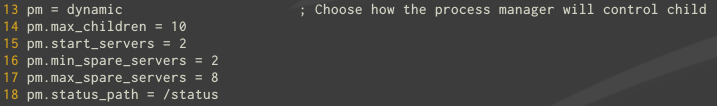 13 pm = dynamic ; Choose how the process manager will control child
14 pm.max_children = 10
15 pm.start_servers = 2
16 pm.min_spare_servers = 2
17 pm.max_spare_servers = 8
18 pm.status_path = /status